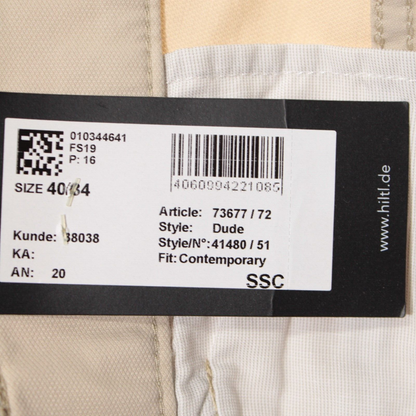 010344641
FS19
P: 16
SIZE 40/34
4060994221085
Article: 73677 / 72
Style: Dude
Style/N°: 41480 / 51
Fit: Contemporary
Kunde: 38038
KA:
AN: 20
SSC
www.hiltl.de